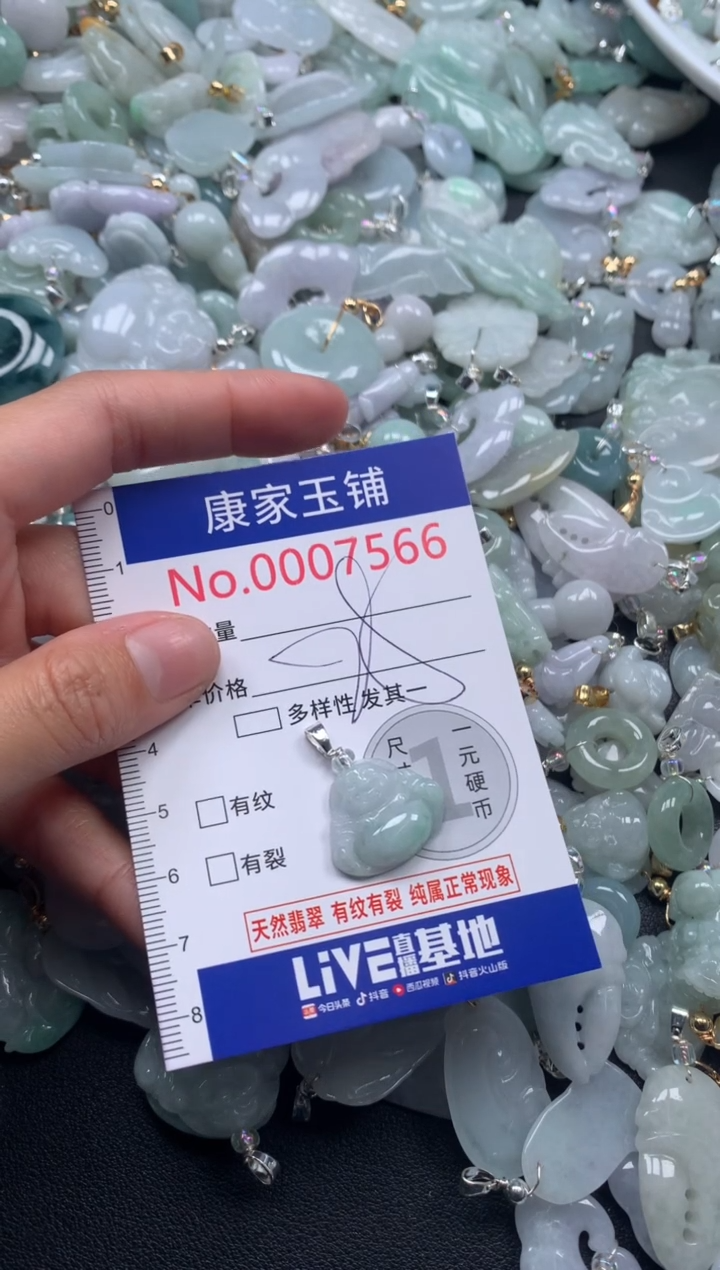 康家玉铺
No.0007566
量
价格
多样性发其一
尺
一元硬币
1
有纹
有裂
天然翡翠 有纹有裂 纯属正常现象
LiVE直播基地
今日头条 抖音 西瓜视频 抖音火山版
0
1
4
5
6
7
8